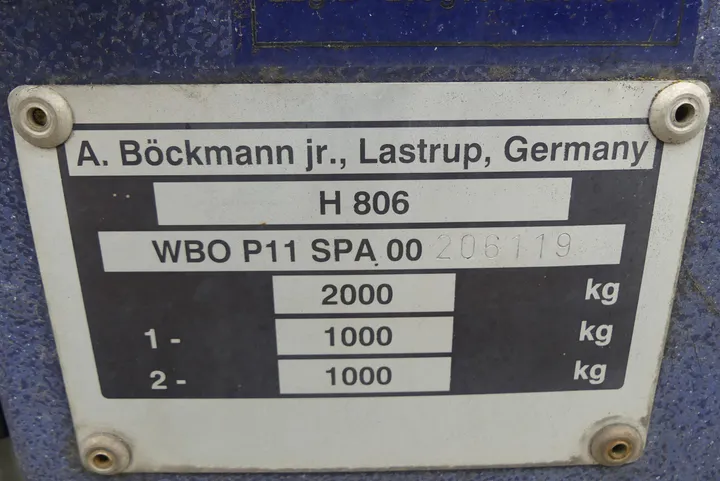 A. Böckmann jr., Lastrup, Germany
H 806
WBO P11 SPA 00 206119
2000 kg
1 - 1000 kg
2 - 1000 kg